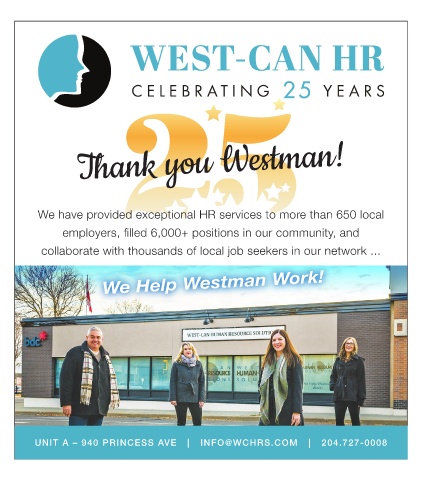 WEST-CAN HR
CELEBRATING 25 YEARS
25
Thank you Westman!
We have provided exceptional HR services to more than 650 local
employers, filled 6,000+ positions in our community, and
collaborate with thousands of local job seekers in our network ...
We Help Westman Work!
WEST-CAN HUMAN RESOURCE SOLUTIONS
bdc
HUMAN
UNIT A – 940 PRINCESS AVE | INFO@WCHRS.COM | 204.727-0008